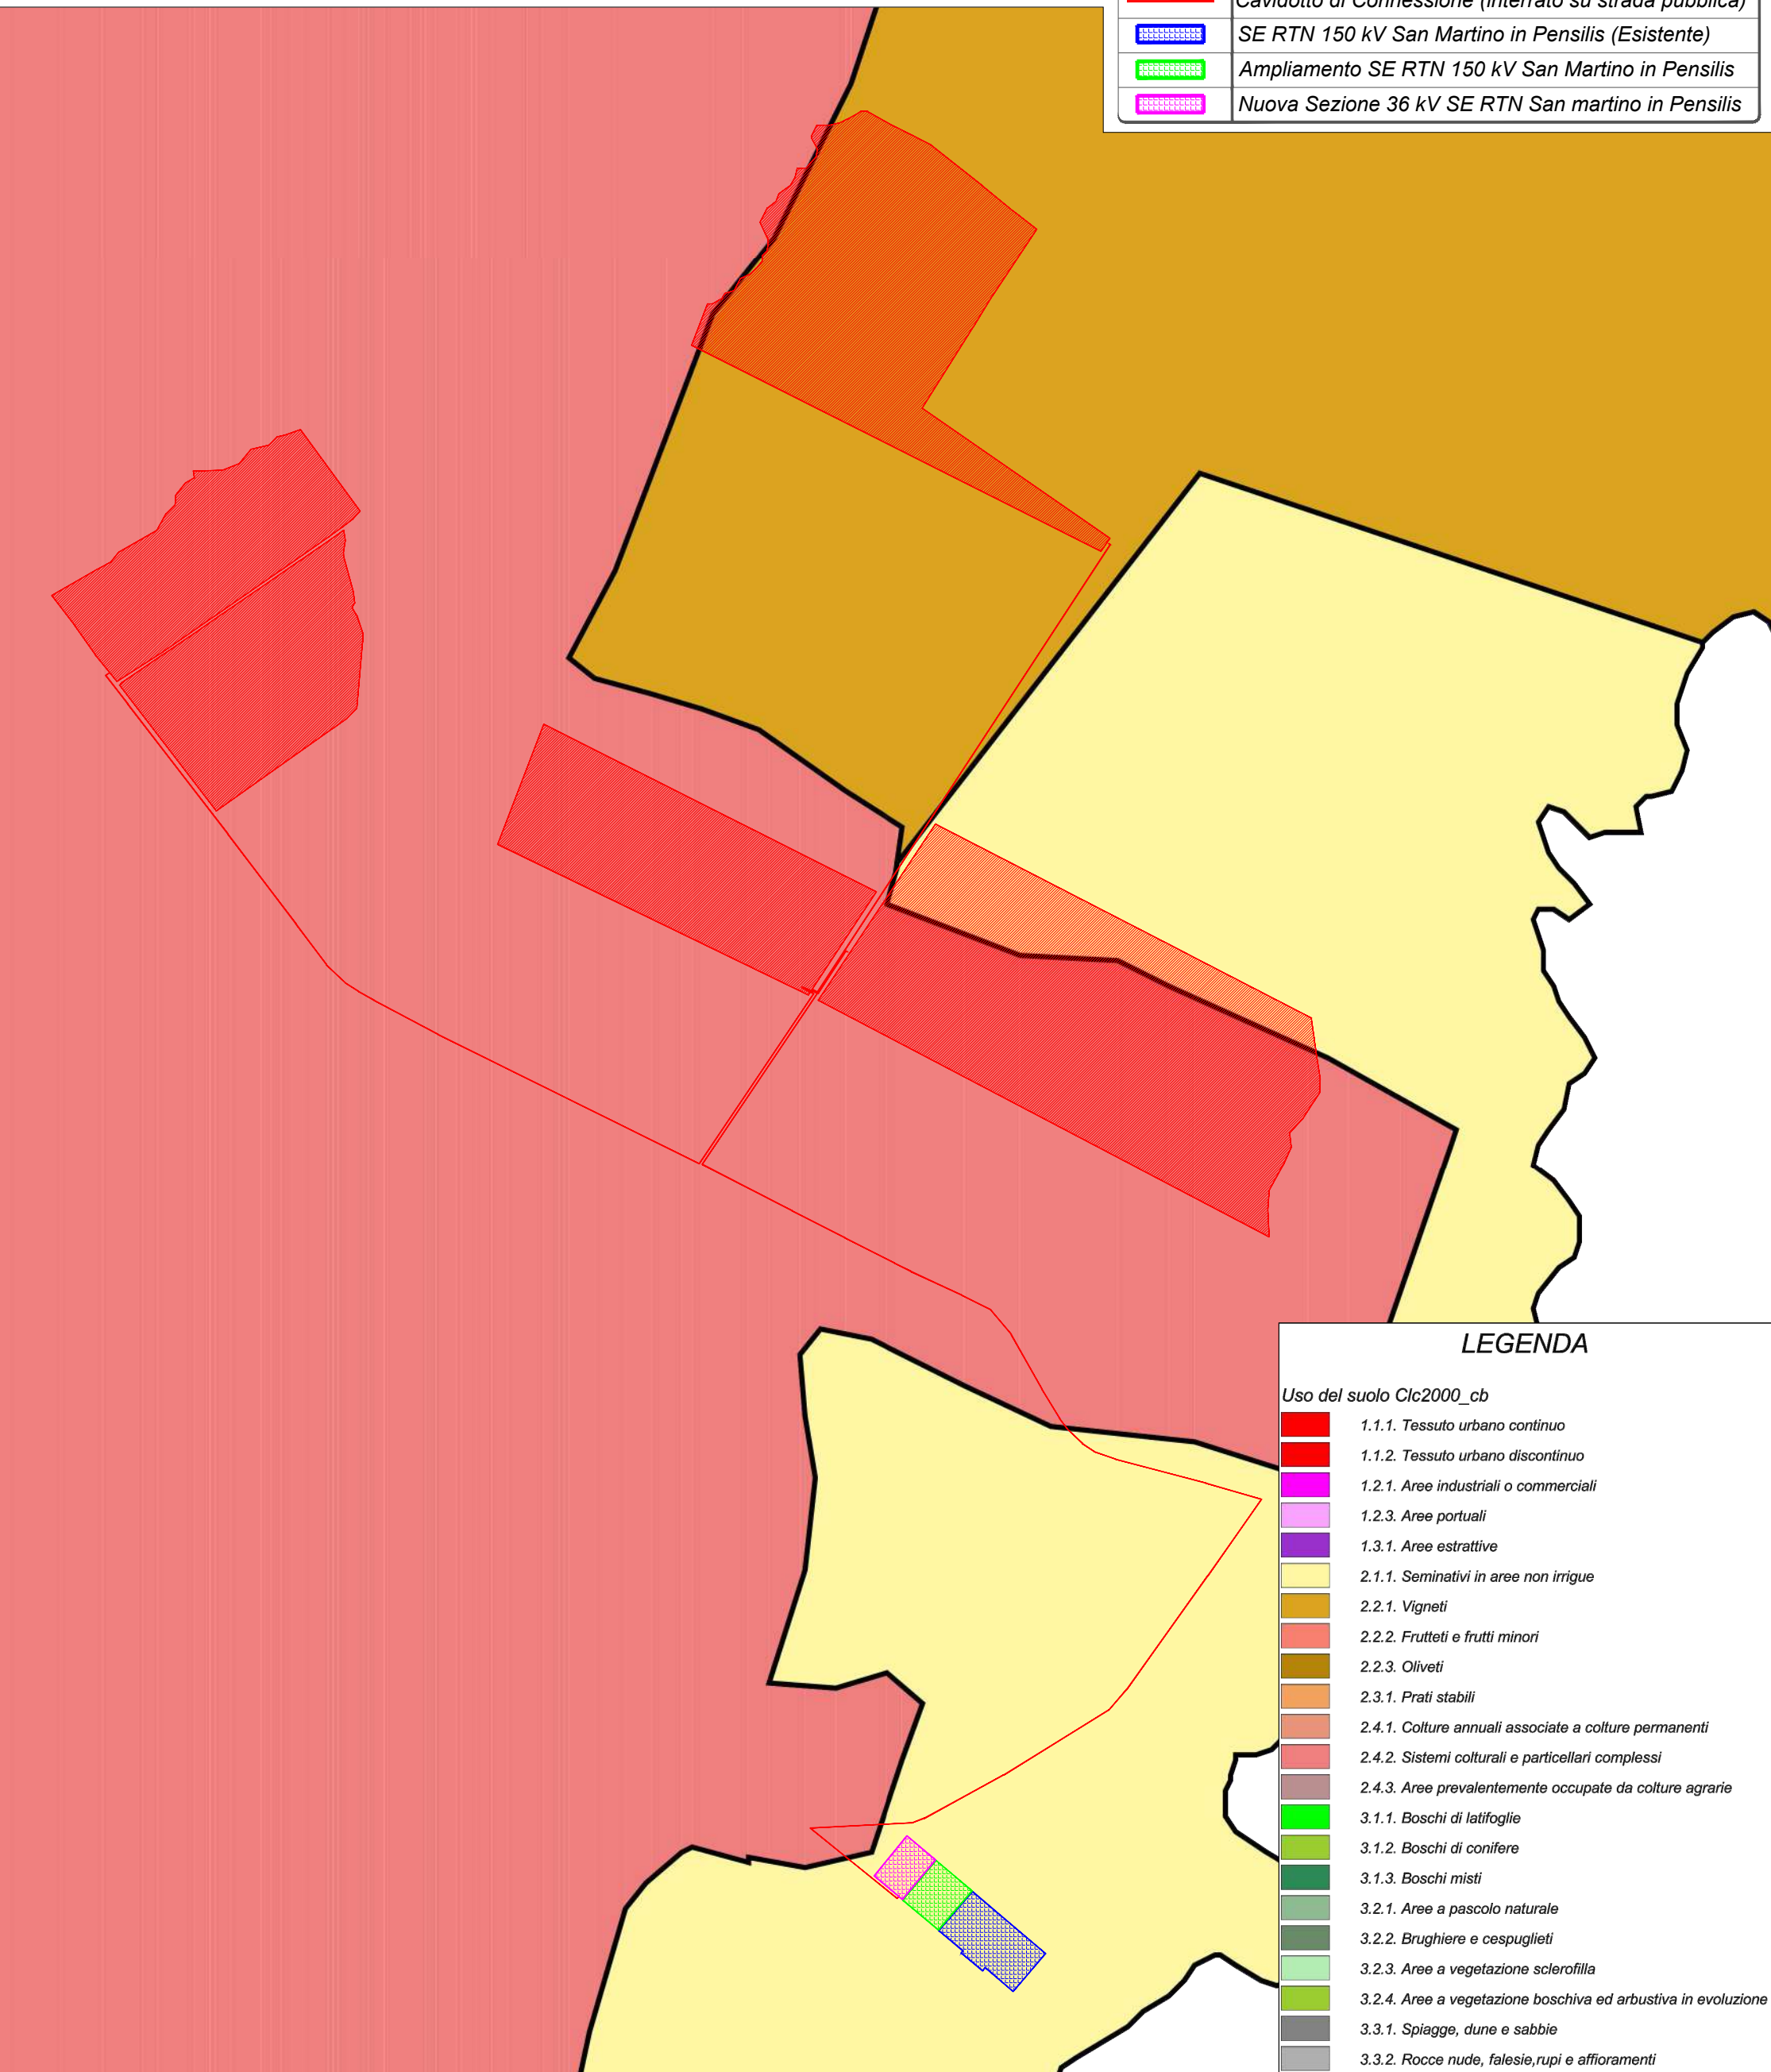 Cavidotto di Connessione (interrato su strada pubblica)
SE RTN 150 kV San Martino in Pensilis (Esistente)
Ampliamento SE RTN 150 kV San Martino in Pensilis
Nuova Sezione 36 kV SE RTN San martino in Pensilis
LEGENDA
Uso del suolo Clc2000_cb
1.1.1. Tessuto urbano continuo
1.1.2. Tessuto urbano discontinuo
1.2.1. Aree industriali o commerciali
1.2.3. Aree portuali
1.3.1. Aree estrattive
2.1.1. Seminativi in aree non irrigue
2.2.1. Vigneti
2.2.2. Frutteti e frutti minori
2.2.3. Oliveti
2.3.1. Prati stabili
2.4.1. Colture annuali associate a colture permanenti
2.4.2. Sistemi colturali e particellari complessi
2.4.3. Aree prevalentemente occupate da colture agrarie
3.1.1. Boschi di latifoglie
3.1.2. Boschi di conifere
3.1.3. Boschi misti
3.2.1. Aree a pascolo naturale
3.2.2. Brughiere e cespuglieti
3.2.3. Aree a vegetazione sclerofilla
3.2.4. Aree a vegetazione boschiva ed arbustiva in evoluzione
3.3.1. Spiagge, dune e sabbie
3.3.2. Rocce nude, falesie,rupi e affioramenti